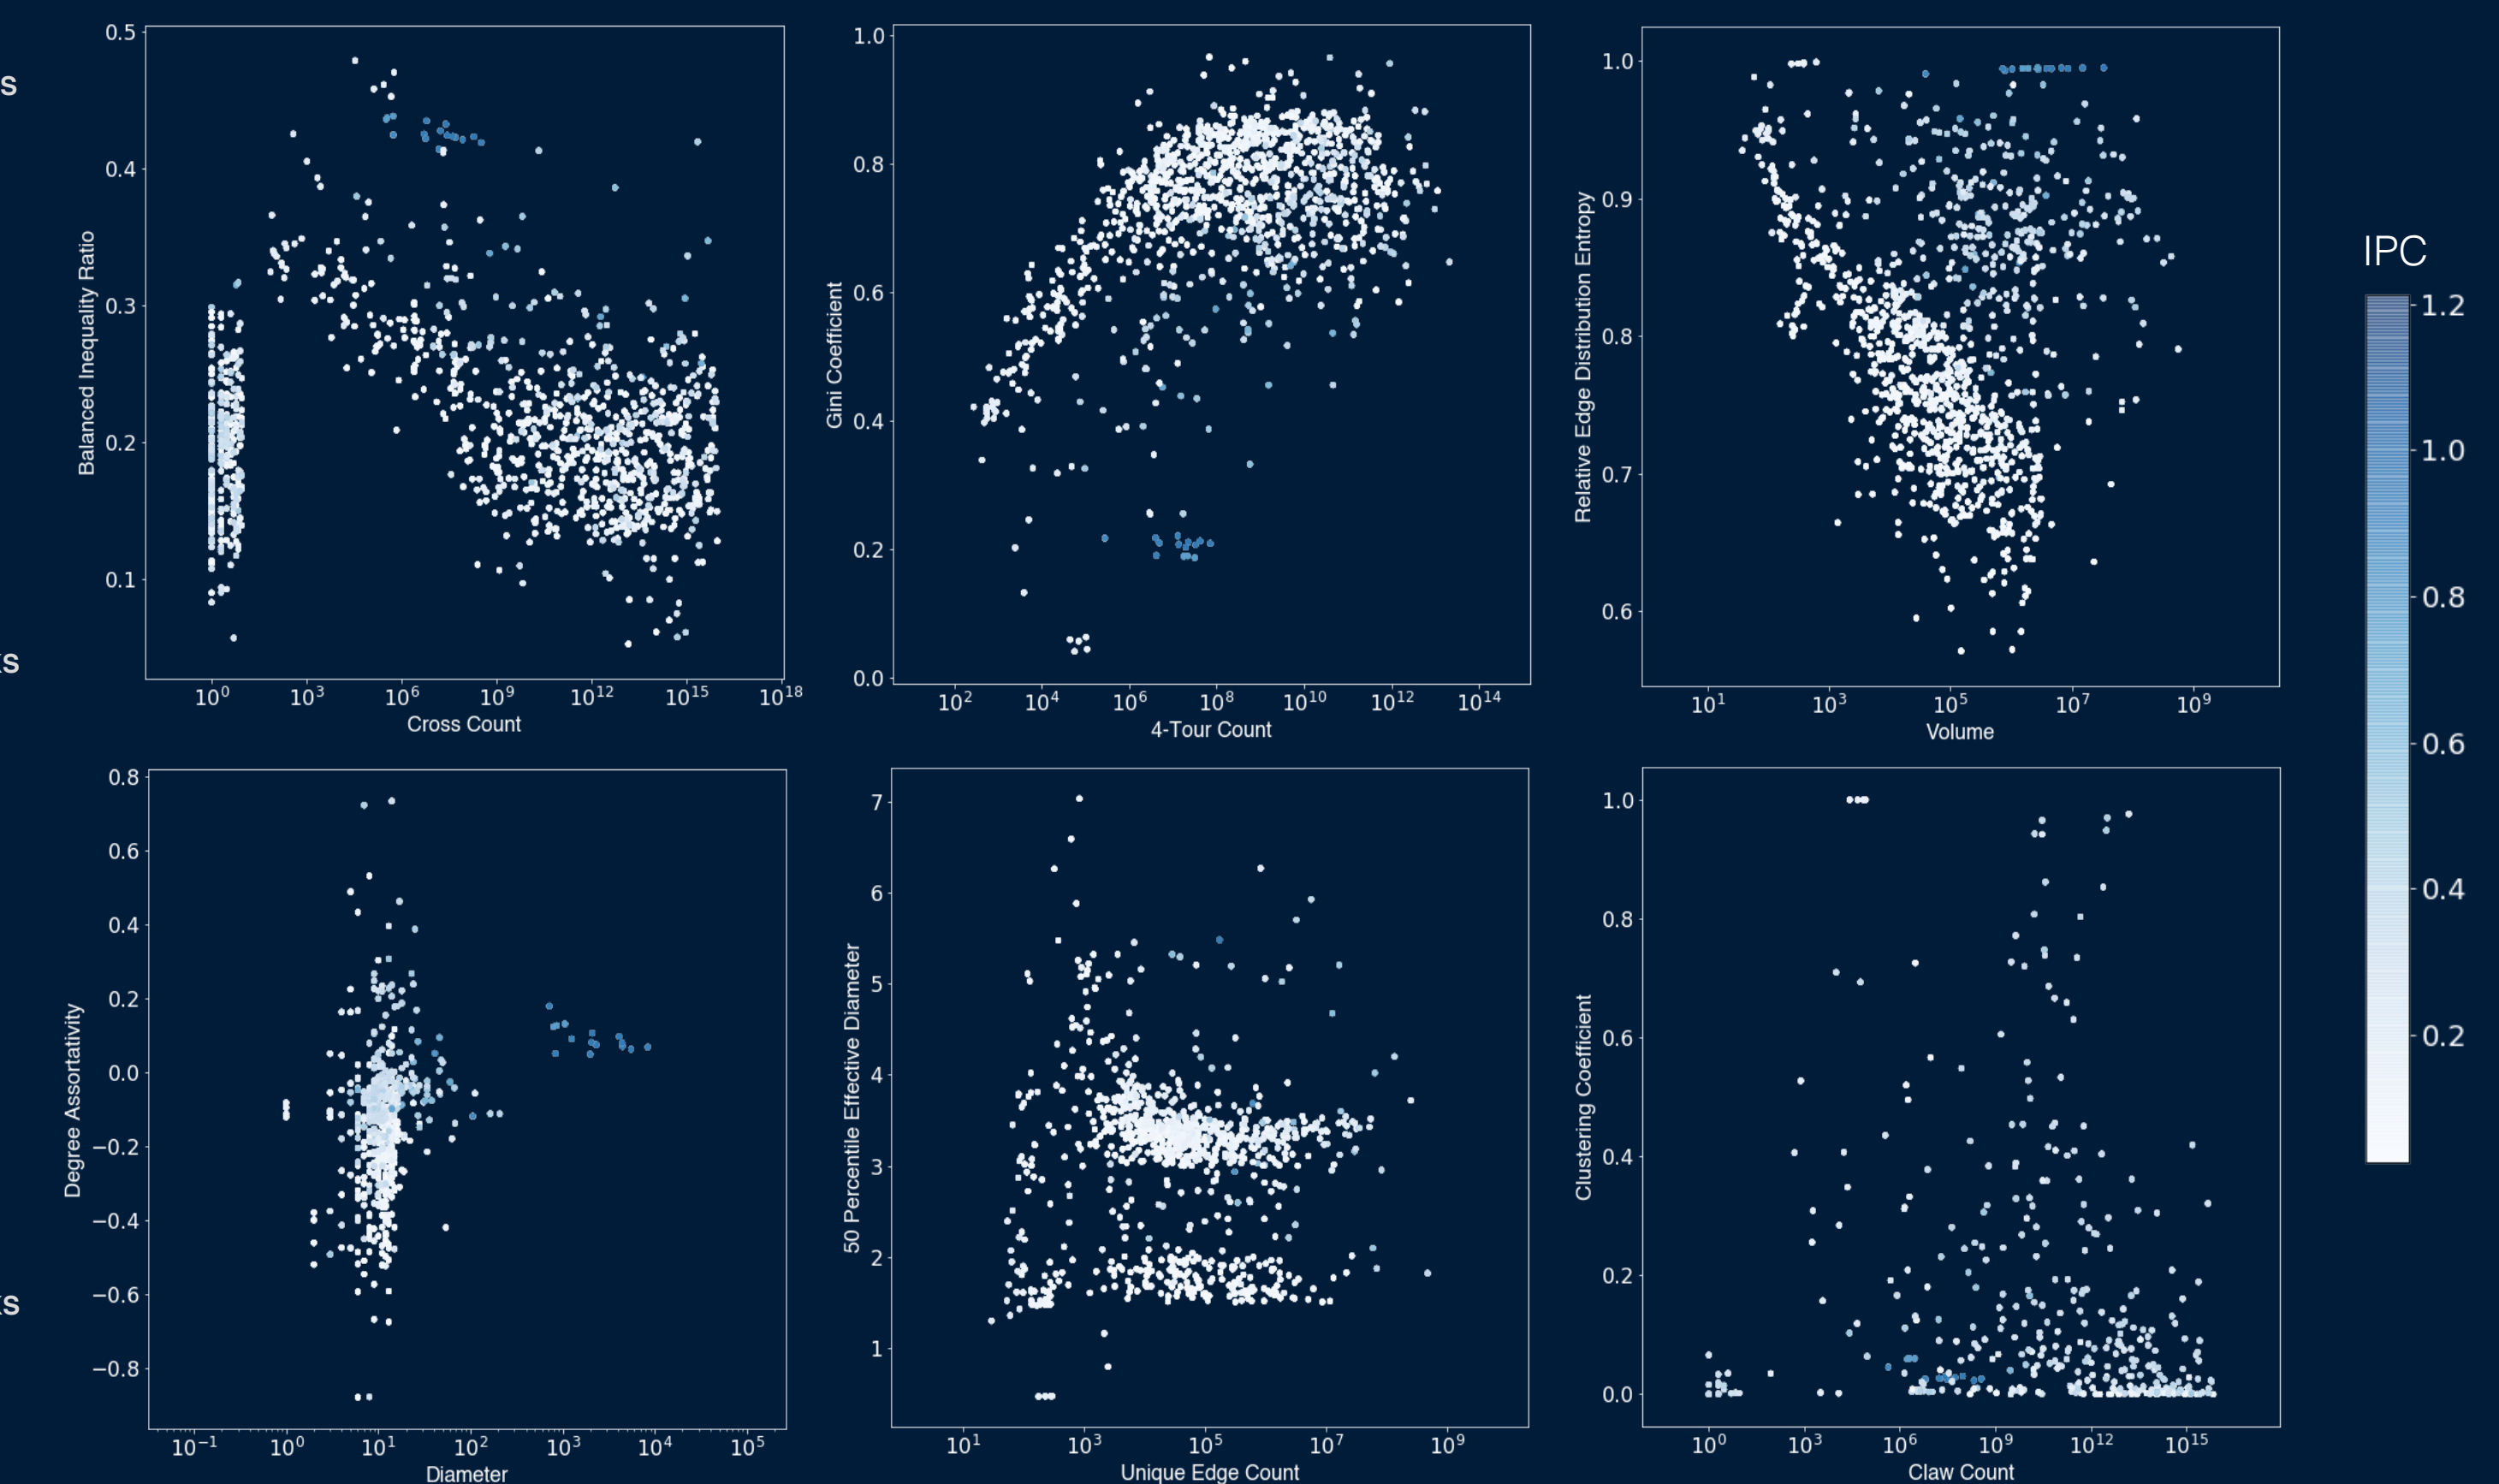 s
ks
ks
0.5
0.4
0.3
0.2
0.1
Balanced Inequality Ratio
10⁰ 10³ 10⁶ 10⁹ 10¹² 10¹⁵ 10¹⁸
Cross Count
1.0
0.8
0.6
0.4
0.2
0.0
Gini Coefficient
10² 10⁴ 10⁶ 10⁸ 10¹⁰ 10¹² 10¹⁴
4-Tour Count
1.0
0.9
0.8
0.7
0.6
Relative Edge Distribution Entropy
10¹ 10³ 10⁵ 10⁷ 10⁹
Volume
IPC
1.2
1.0
0.8
0.6
0.4
0.2
0.8
0.6
0.4
0.2
0.0
−0.2
−0.4
−0.6
−0.8
Degree Assortativity
10⁻¹ 10⁰ 10¹ 10² 10³ 10⁴ 10⁵
Diameter
7
6
5
4
3
2
1
50 Percentile Effective Diameter
10¹ 10³ 10⁵ 10⁷ 10⁹
Unique Edge Count
1.0
0.8
0.6
0.4
0.2
0.0
Clustering Coefficient
10⁰ 10³ 10⁶ 10⁹ 10¹² 10¹⁵
Claw Count